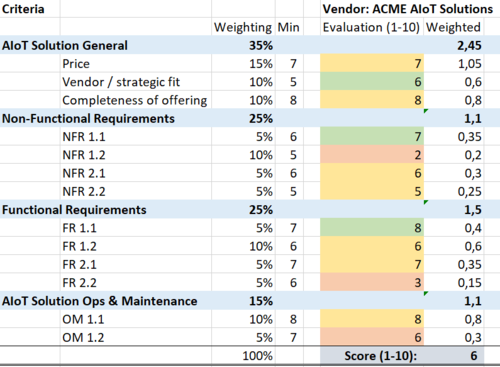 Criteria Vendor: ACME AIoT Solutions
Weighting Min Evaluation (1-10) Weighted
AIoT Solution General 35% 2,45
Price 15% 7 7 1,05
Vendor / strategic fit 10% 5 6 0,6
Completeness of offering 10% 8 8 0,8
Non-Functional Requirements 25% 1,1
NFR 1.1 5% 6 7 0,35
NFR 1.2 10% 5 2 0,2
NFR 2.1 5% 6 6 0,3
NFR 2.2 5% 5 5 0,25
Functional Requirements 25% 1,5
FR 1.1 5% 7 8 0,4
FR 1.2 10% 6 6 0,6
FR 2.1 5% 7 7 0,35
FR 2.2 5% 6 3 0,15
AIoT Solution Ops & Maintenance 15% 1,1
OM 1.1 10% 8 8 0,8
OM 1.2 5% 7 6 0,3
100% Score (1-10): 6